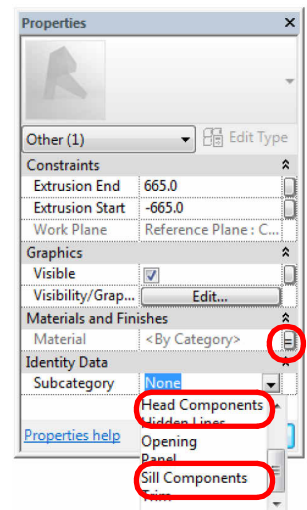 Properties
Other (1) Edit Type
Constraints
Extrusion End 665.0
Extrusion Start -665.0
Work Plane Reference Plane : C...
Graphics
Visible
Visibility/Grap... Edit...
Materials and Finishes
Material <By Category>
Identity Data
Subcategory None
Head Components
Hidden Lines
Properties help Opening
Panel
Sill Components
Trim